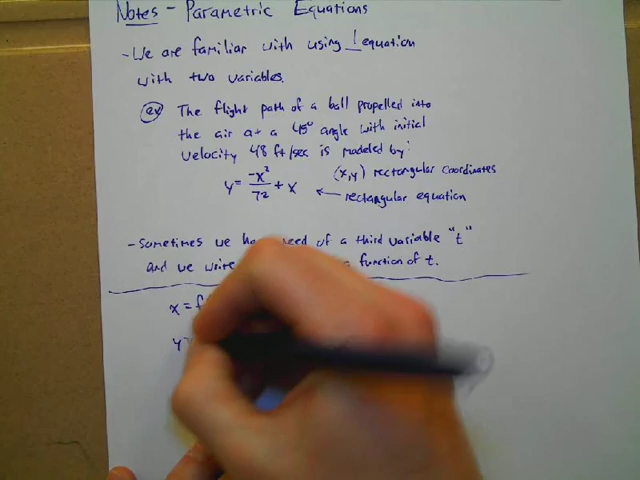 Notes - Parametric Equations
- We are familiar with using 1 equation
with two variables.
ex The flight path of a ball propelled into
the air at a 45° angle with initial
velocity 48 ft/sec is modeled by:
y = -x²/72 + x (x,y) rectangular coordinates
← rectangular equation
- Sometimes we need of a third variable "t"
and we write a function of t.
x = f
y =